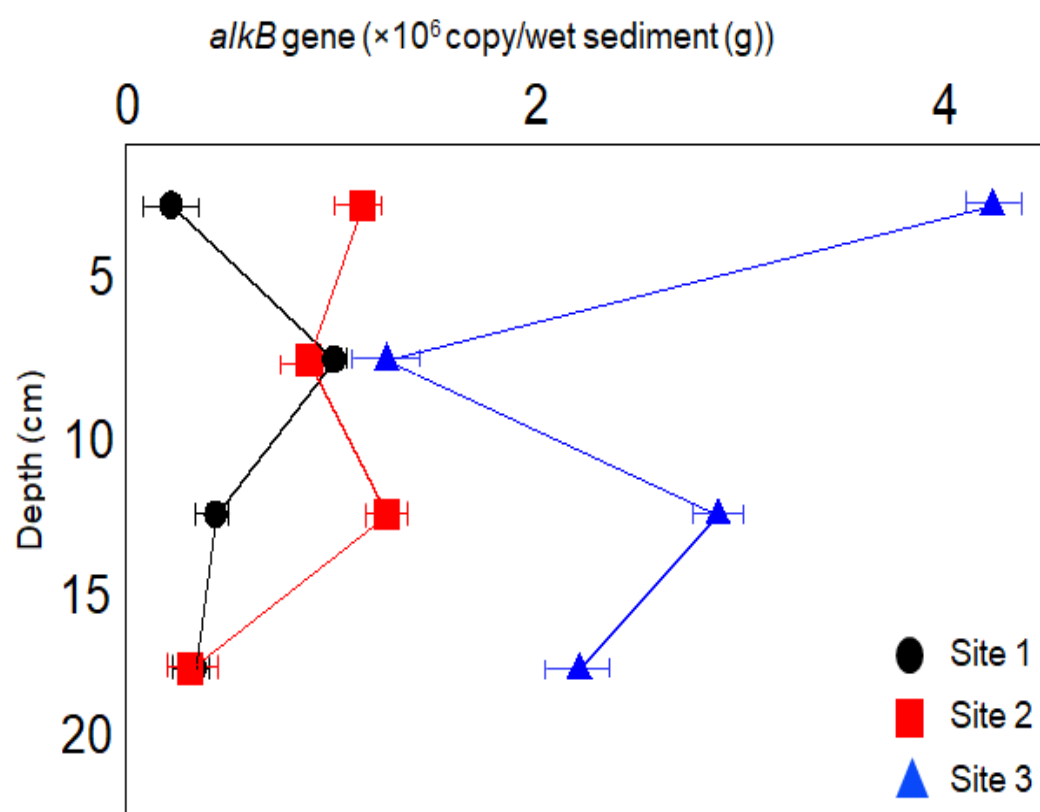 alkB gene (×10⁶ copy/wet sediment (g))
0 2 4
5
10
15
20
Depth (cm)
Site 1
Site 2
Site 3